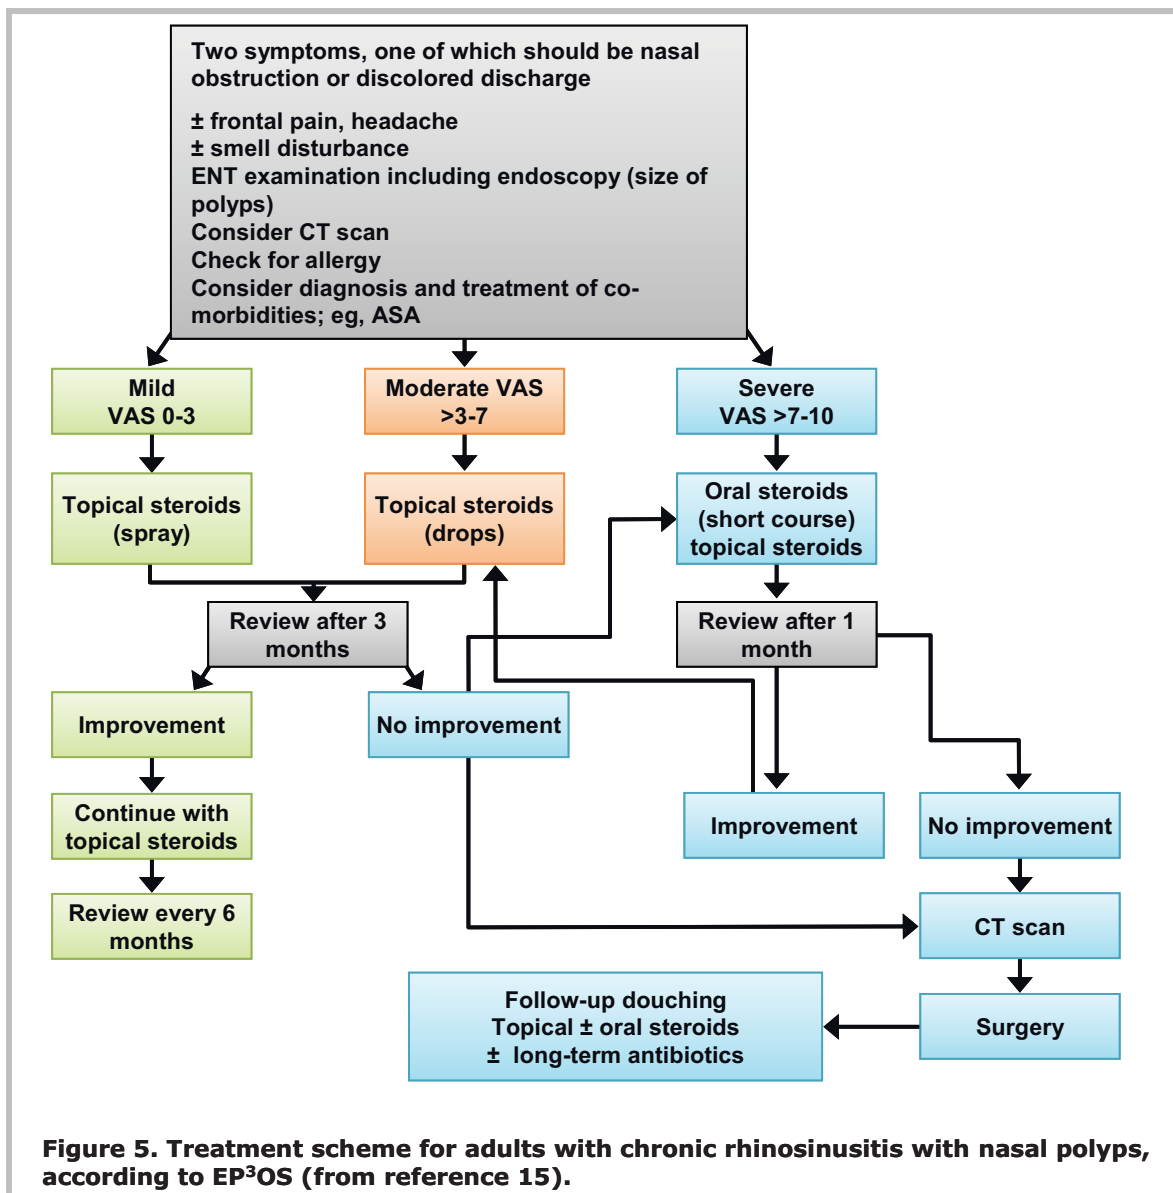 Two symptoms, one of which should be nasal
obstruction or discolored discharge
± frontal pain, headache
± smell disturbance
ENT examination including endoscopy (size of
polyps)
Consider CT scan
Check for allergy
Consider diagnosis and treatment of co-
morbidities; eg, ASA
Mild
VAS 0-3
Moderate VAS
>3-7
Severe
VAS >7-10
Topical steroids
(spray)
Topical steroids
(drops)
Oral steroids
(short course)
topical steroids
Review after 3
months
Review after 1
month
Improvement
No improvement
Continue with
topical steroids
Improvement
No improvement
Review every 6
months
CT scan
Follow-up douching
Topical ± oral steroids
± long-term antibiotics
Surgery
Figure 5. Treatment scheme for adults with chronic rhinosinusitis with nasal polyps,
according to EP³OS (from reference 15).